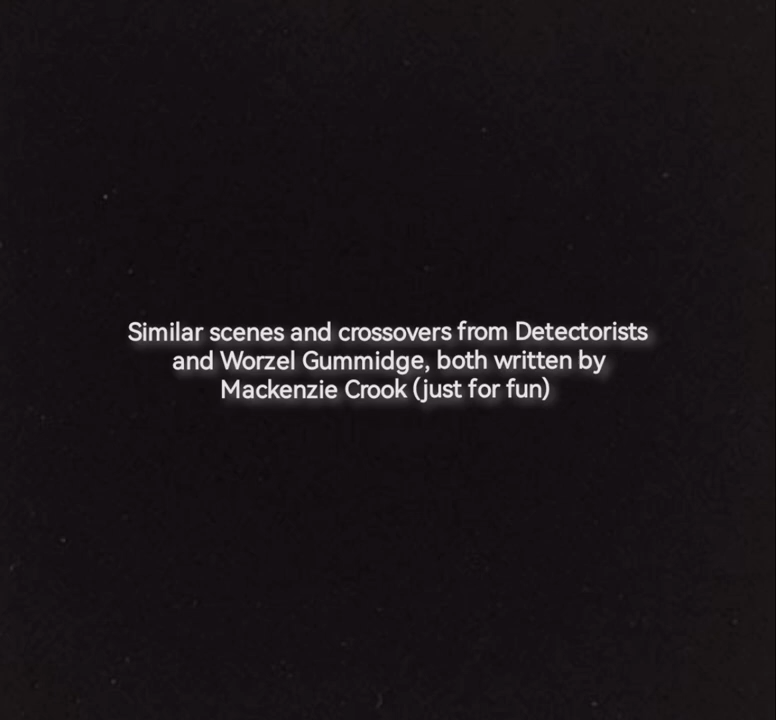 Similar scenes and crossovers from Detectorists
and Worzel Gummidge, both written by
Mackenzie Crook (just for fun)